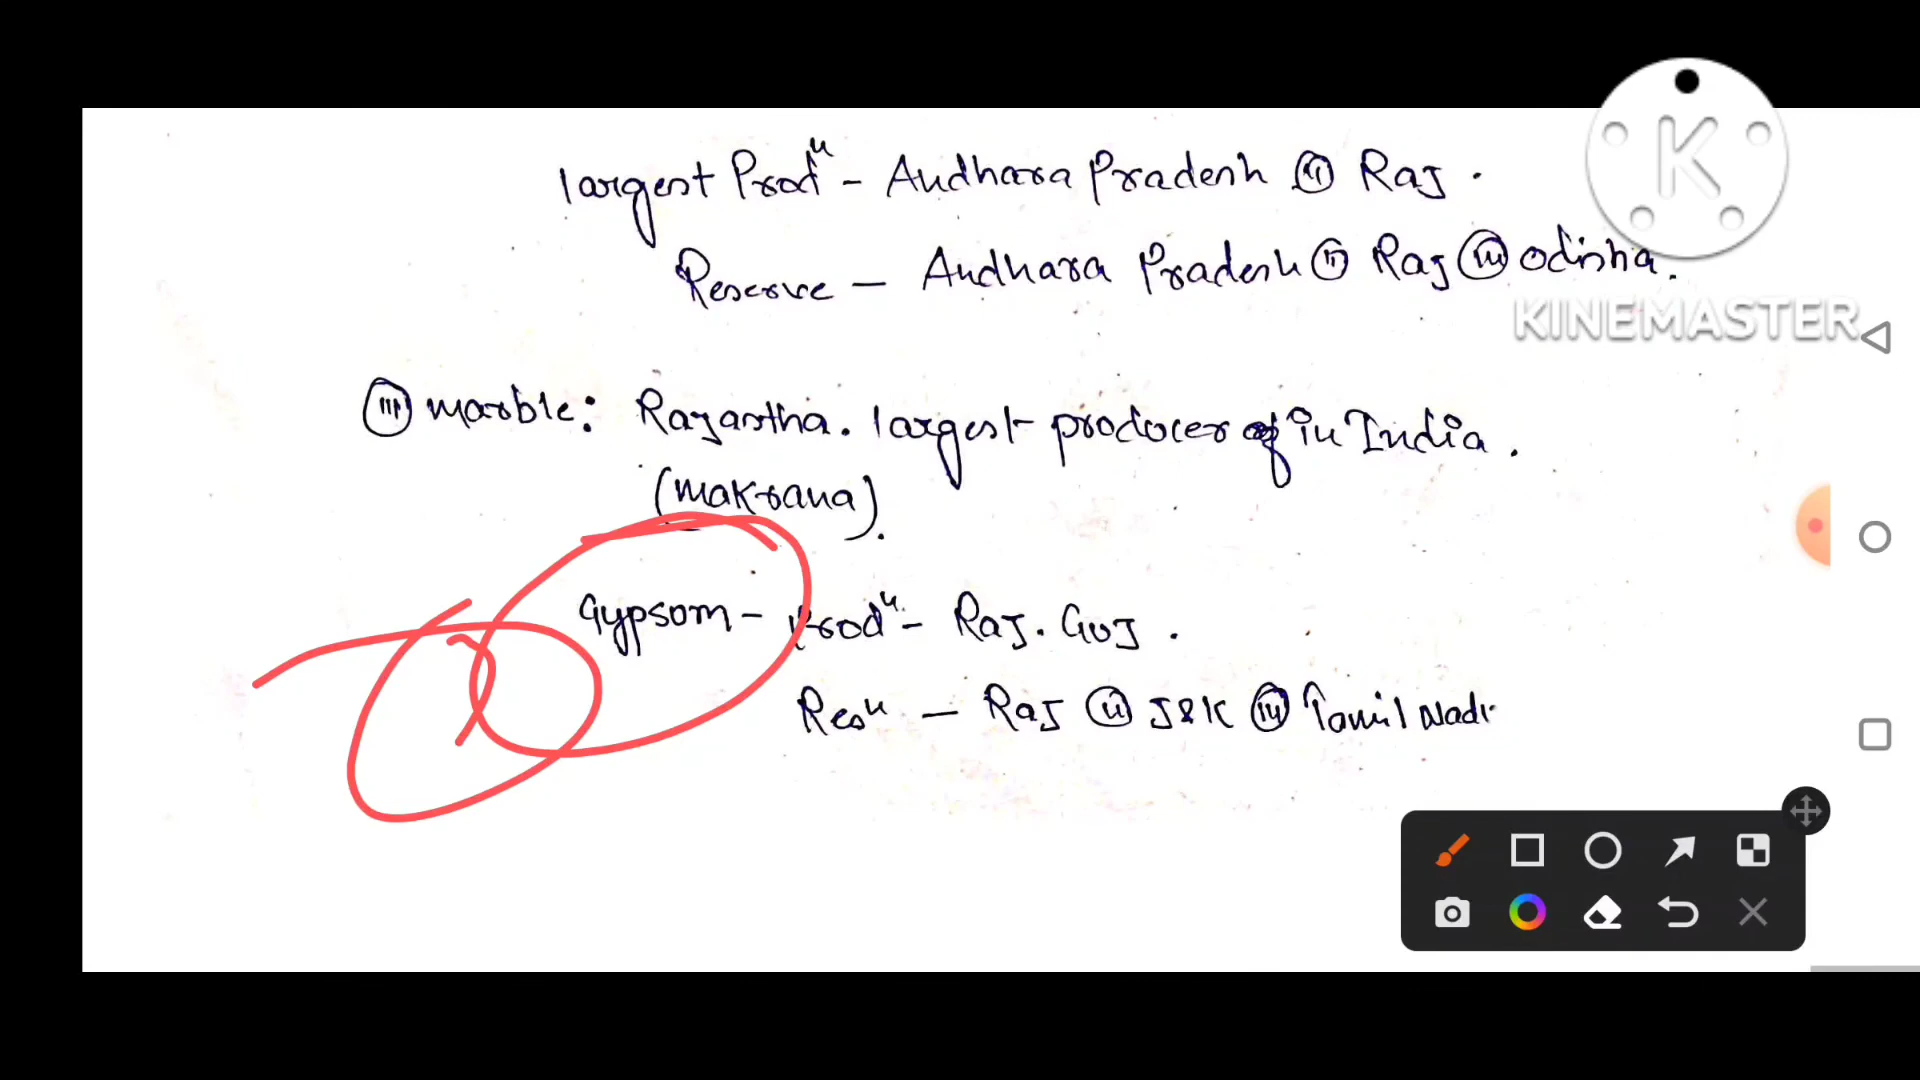 largest Prodⁿ - Andhara Pradesh (ii) Raj.
Reserve - Andhara Pradesh (ii) Raj (iii) odisha.
K
KINEMASTER
(iii) marble: Rajastha. largest producer of in India.
(makrana).
Gypsom - Prodⁿ - Raj. Guj.
Resⁿ - Raj (ii) J&K (iii) Tamil Nadu